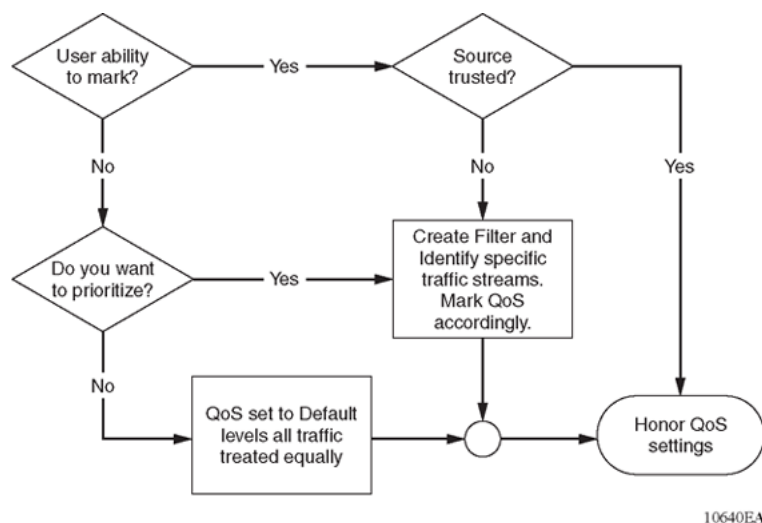 User ability
to mark?
Yes
Source
trusted?
No
No
Yes
Do you want
to prioritize?
Yes
Create Filter and
Identify specific
traffic streams.
Mark QoS
accordingly.
No
QoS set to Default
levels all traffic
treated equally
Honor QoS
settings
10640EA